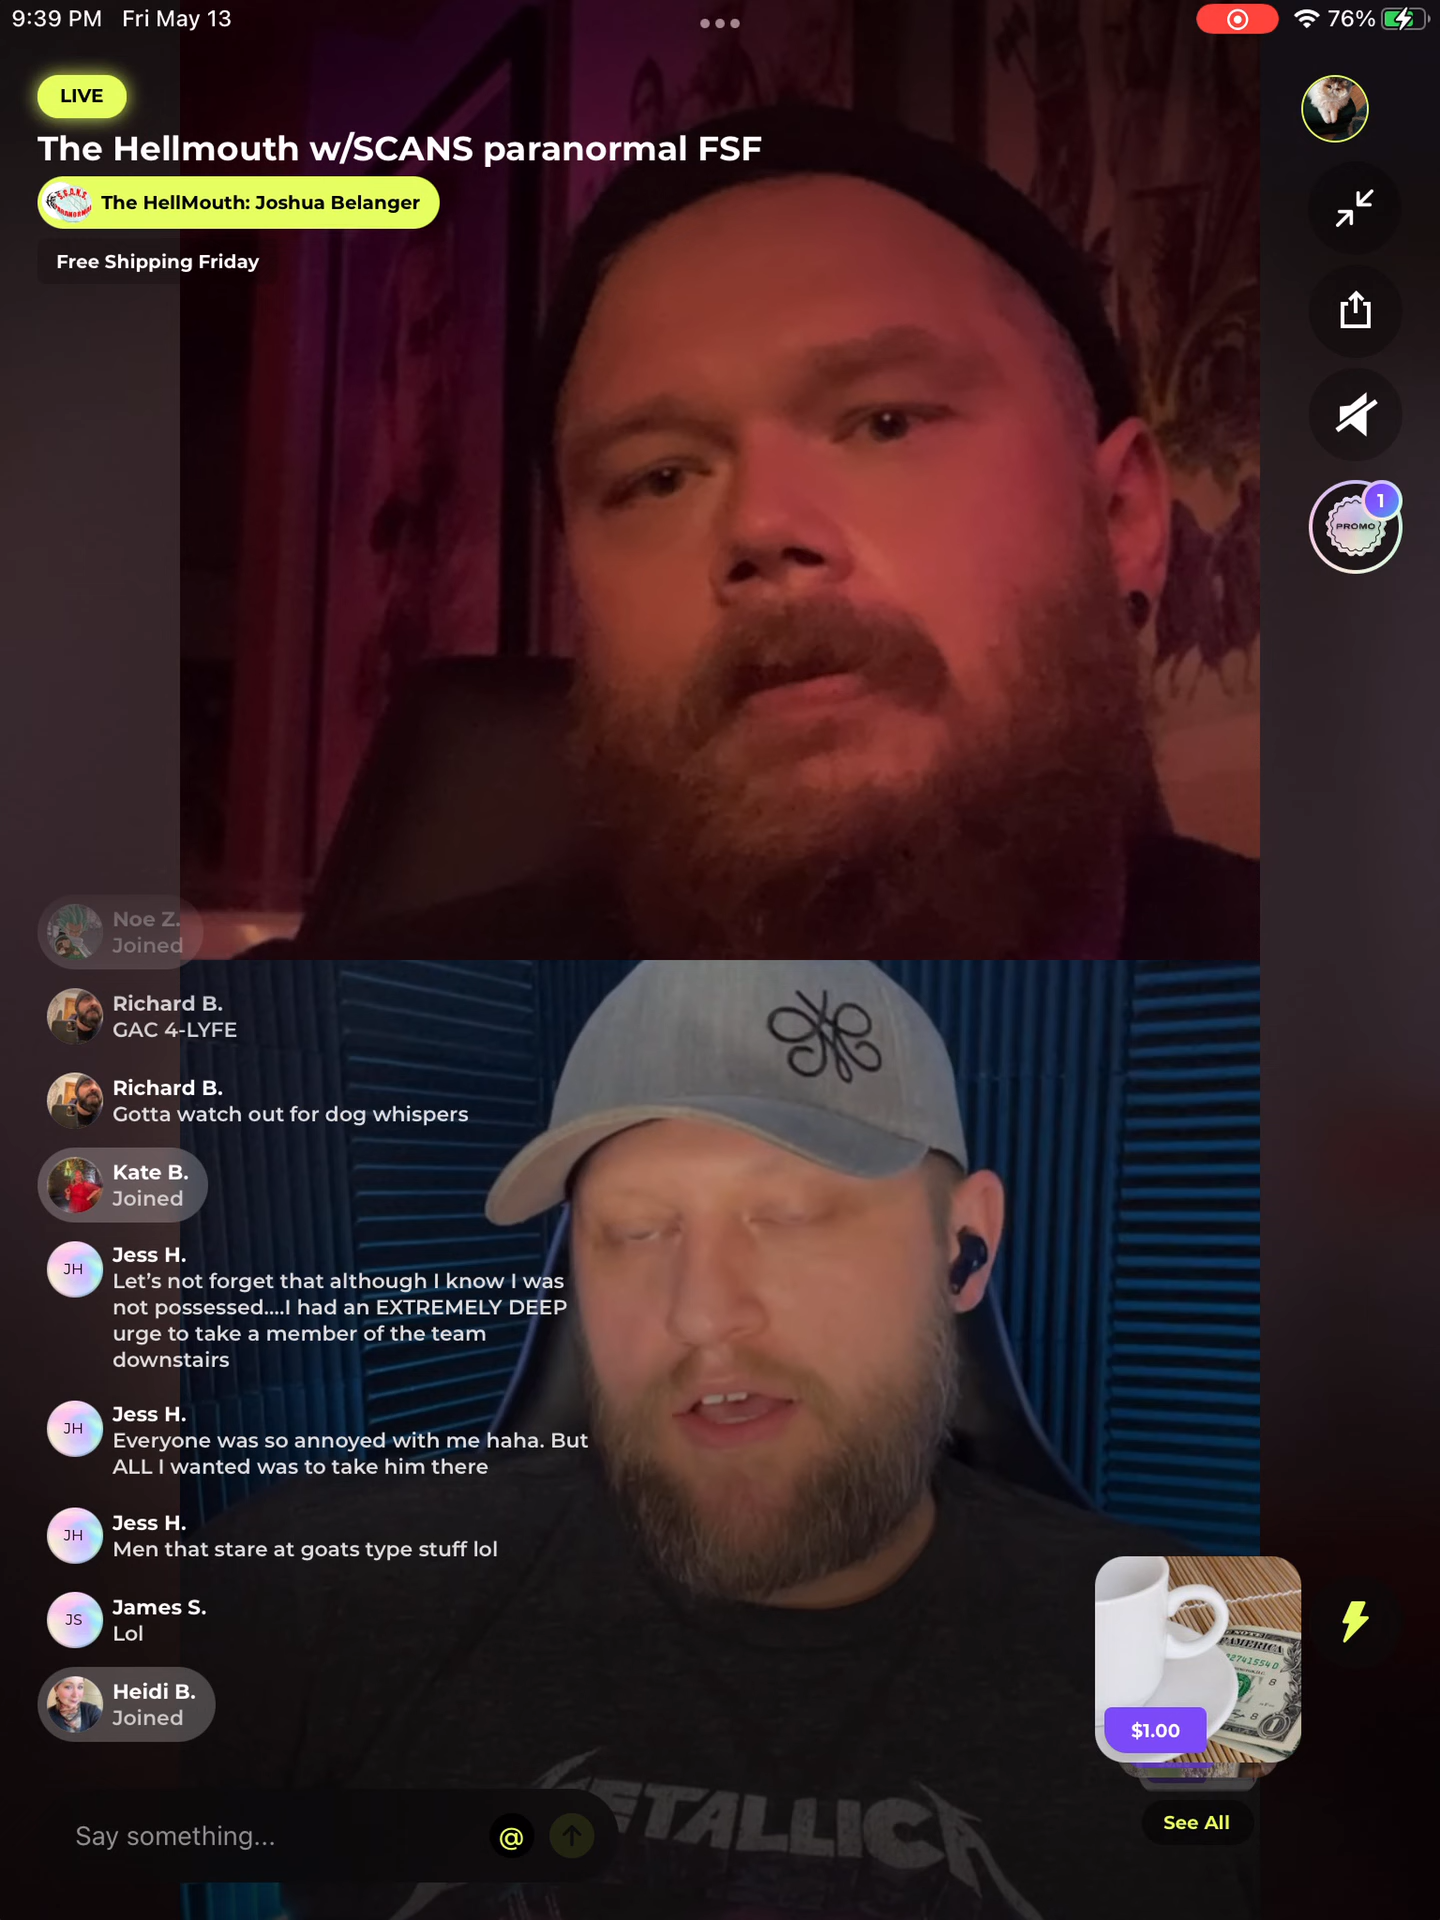 9:39 PM Fri May 13
76%
LIVE
The Hellmouth w/SCANS paranormal FSF
The HellMouth: Joshua Belanger
Free Shipping Friday
1
PROMO
Noe Z.
Joined
Richard B.
GAC 4-LYFE
Richard B.
Gotta watch out for dog whispers
Kate B.
Joined
JH
Jess H.
Let’s not forget that although I know I was
not possessed....I had an EXTREMELY DEEP
urge to take a member of the team
downstairs
JH
Jess H.
Everyone was so annoyed with me haha. But
ALL I wanted was to take him there
JH
Jess H.
Men that stare at goats type stuff lol
JS
James S.
Lol
Heidi B.
Joined
$1.00
METALLICA
Say something...
@
See All